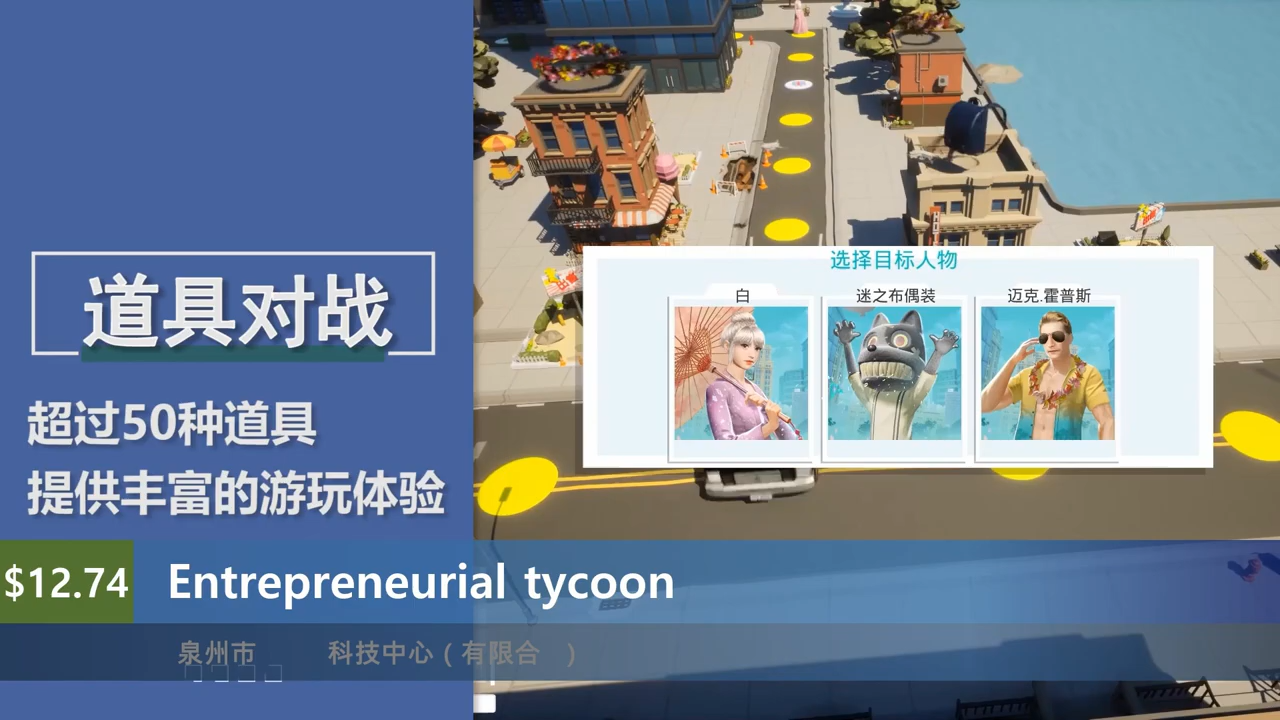 道具对战
超过50种道具
提供丰富的游玩体验
选择目标人物
白
迷之布偶装
迈克.霍普斯
$12.74
Entrepreneurial tycoon
泉州市 科技中心（有限合 ）